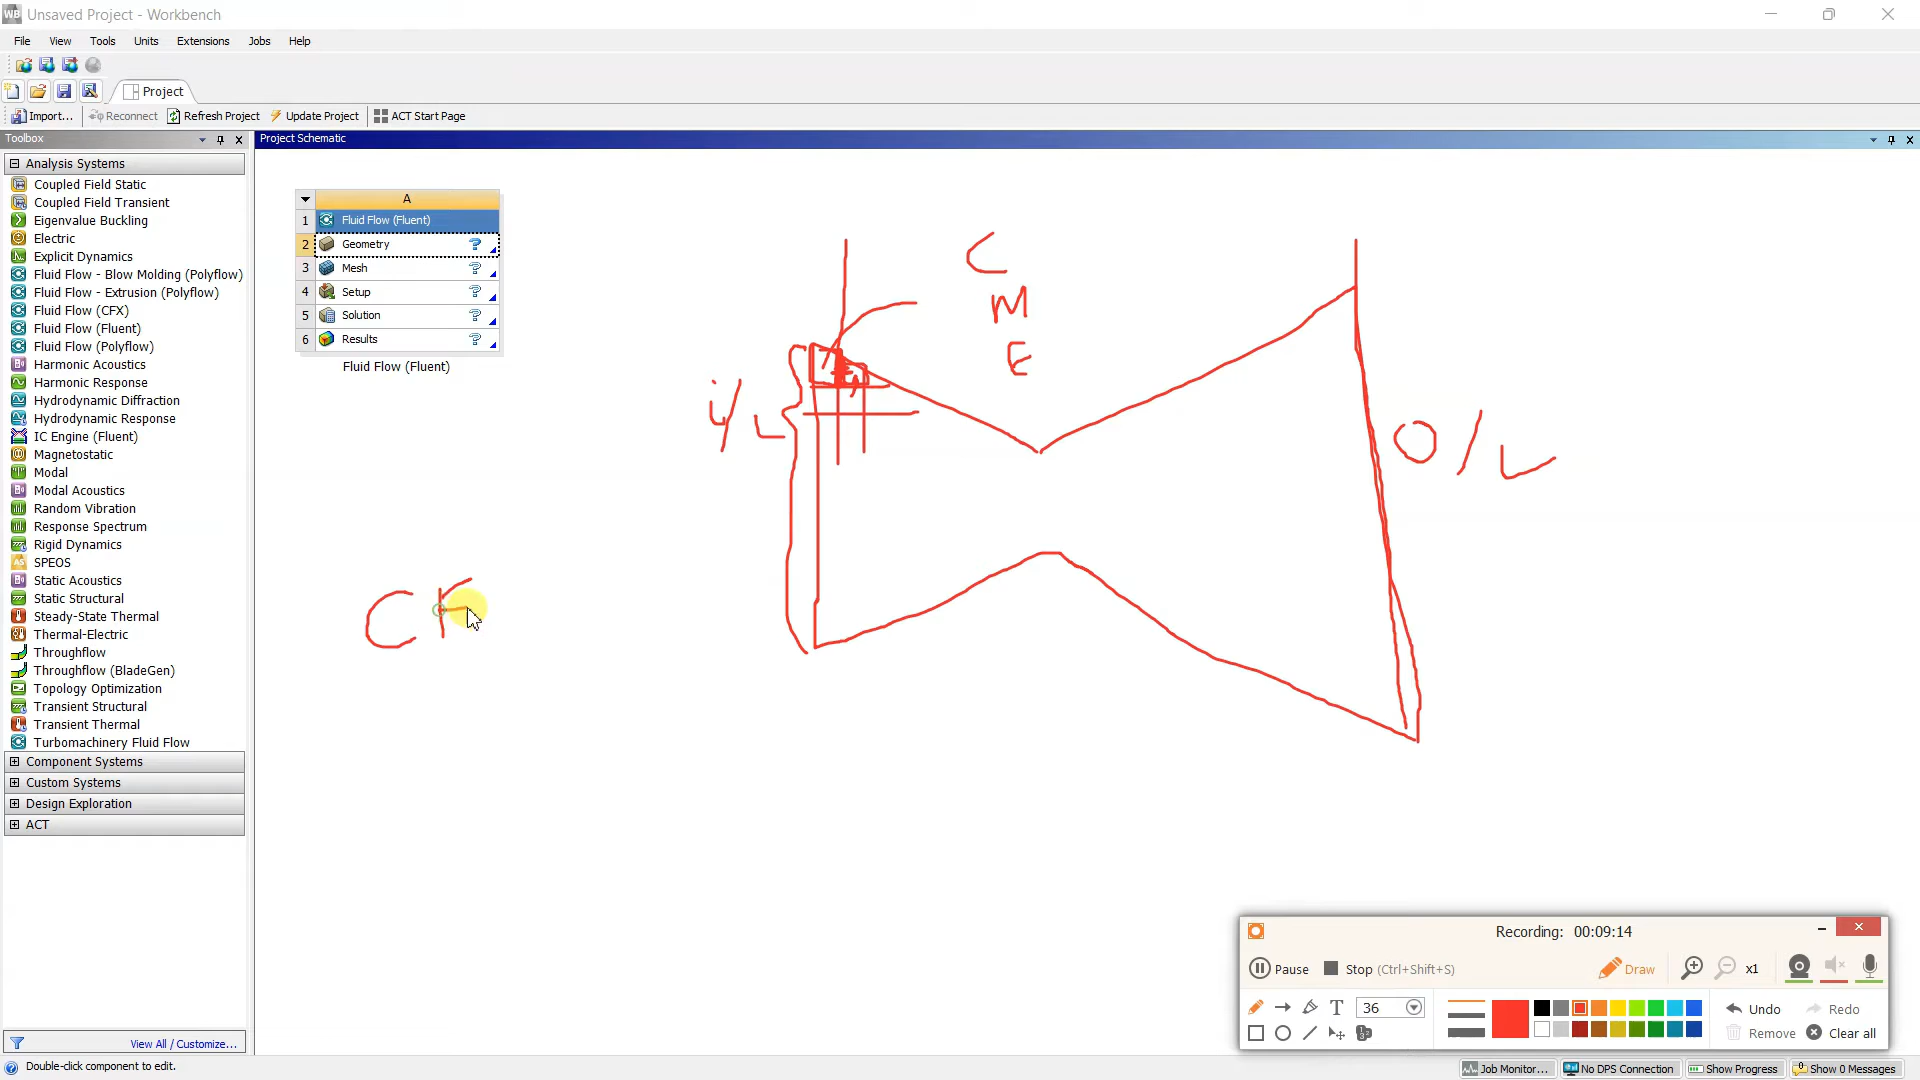 Unsaved Project - Workbench
File View Tools Units Extensions Jobs Help
Project
Import... Reconnect Refresh Project Update Project ACT Start Page
Toolbox
Analysis Systems
Coupled Field Static
Coupled Field Transient
Eigenvalue Buckling
Electric
Explicit Dynamics
Fluid Flow - Blow Molding (Polyflow)
Fluid Flow - Extrusion (Polyflow)
Fluid Flow (CFX)
Fluid Flow (Fluent)
Fluid Flow (Polyflow)
Harmonic Acoustics
Harmonic Response
Hydrodynamic Diffraction
Hydrodynamic Response
IC Engine (Fluent)
Magnetostatic
Modal
Modal Acoustics
Random Vibration
Response Spectrum
Rigid Dynamics
SPEOS
Static Acoustics
Static Structural
Steady-State Thermal
Thermal-Electric
Throughflow
Throughflow (BladeGen)
Topology Optimization
Transient Structural
Transient Thermal
Turbomachinery Fluid Flow
Component Systems
Custom Systems
Design Exploration
ACT
View All / Customize...
Project Schematic
A
1 Fluid Flow (Fluent)
2 Geometry ?
3 Mesh ?
4 Setup ?
5 Solution ?
6 Results ?
Fluid Flow (Fluent)
C
M
E
i/L
O/L
C F
Recording: 00:09:14
Pause Stop (Ctrl+Shift+S) Draw x1
T 36 Undo Redo
Remove Clear all
Double-click component to edit.
Job Monitor... No DPS Connection Show Progress Show 0 Messages